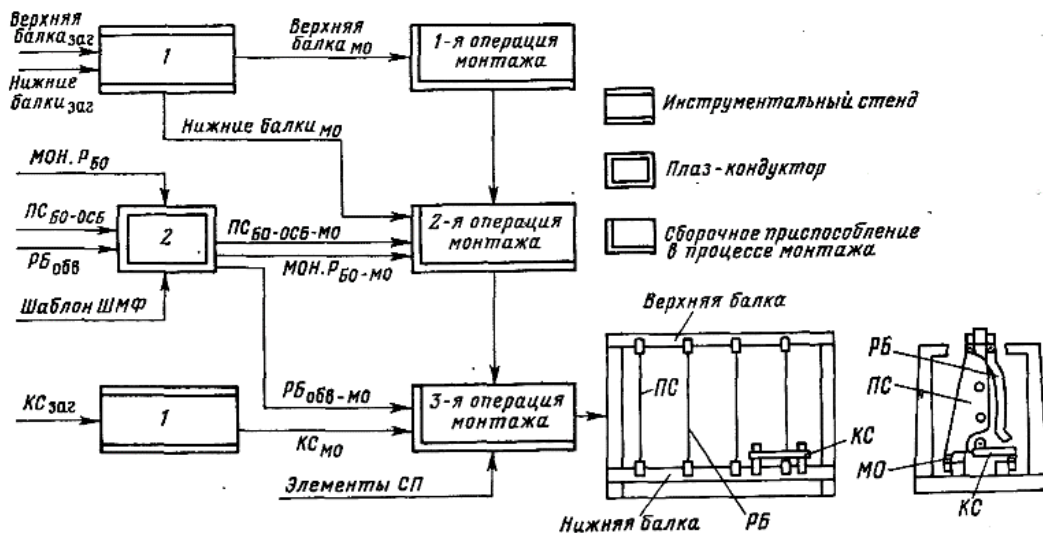 Верхняя
балка заг
Нижние
балки заг
1
Верхняя
балка МО
1-я операция
монтажа
Нижние балки МО
МОН. Р БО
ПС БО-ОСБ
РБ обв
Шаблон ШМФ
2
ПС БО-ОСБ-МО
МОН. Р БО-МО
2-я операция
монтажа
РБ обв-МО
КС заг
1
КС МО
3-я операция
монтажа
Элементы СП
Инструментальный стенд
Плаз-кондуктор
Сборочное приспособление
в процессе монтажа
Верхняя балка
ПС
КС
Нижняя балка
РБ
РБ
ПС
МО
КС